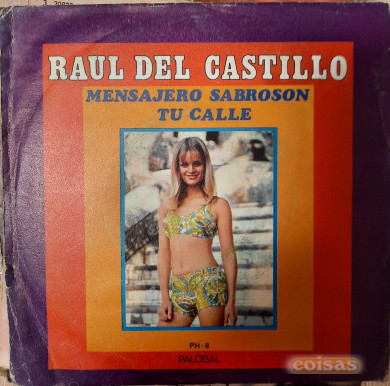 RAUL DEL CASTILLO
MENSAJERO SABROSON
TU CALLE
PH-8
PALOBAL
coisas